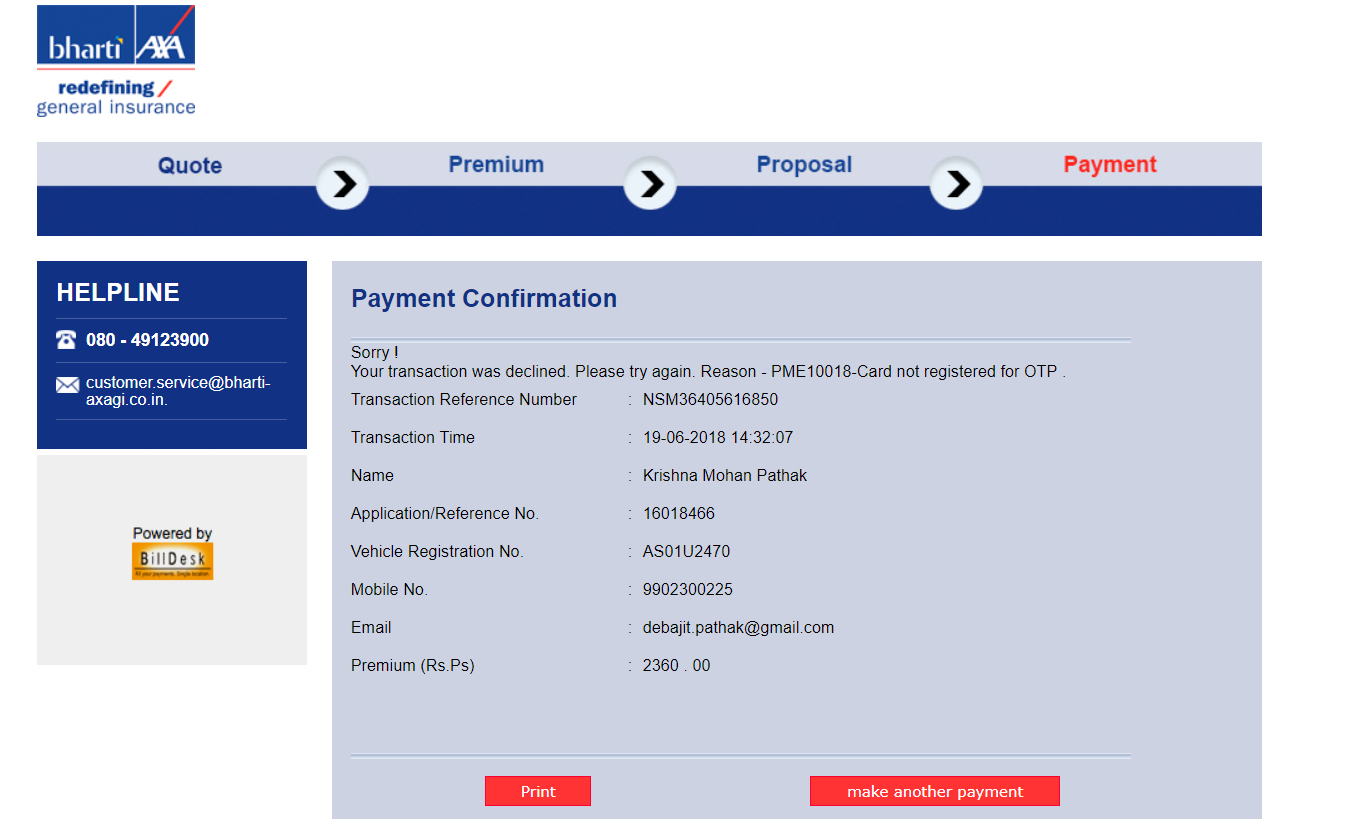 bharti AXA
redefining /
general insurance
Quote
Premium
Proposal
Payment
HELPLINE
080 - 49123900
customer.service@bharti-
axagi.co.in.
Powered by
BillDesk
All your payments. Single location.
Payment Confirmation
Sorry !
Your transaction was declined. Please try again. Reason - PME10018-Card not registered for OTP .
Transaction Reference Number : NSM36405616850
Transaction Time : 19-06-2018 14:32:07
Name : Krishna Mohan Pathak
Application/Reference No. : 16018466
Vehicle Registration No. : AS01U2470
Mobile No. : 9902300225
Email : debajit.pathak@gmail.com
Premium (Rs.Ps) : 2360 . 00
Print
make another payment